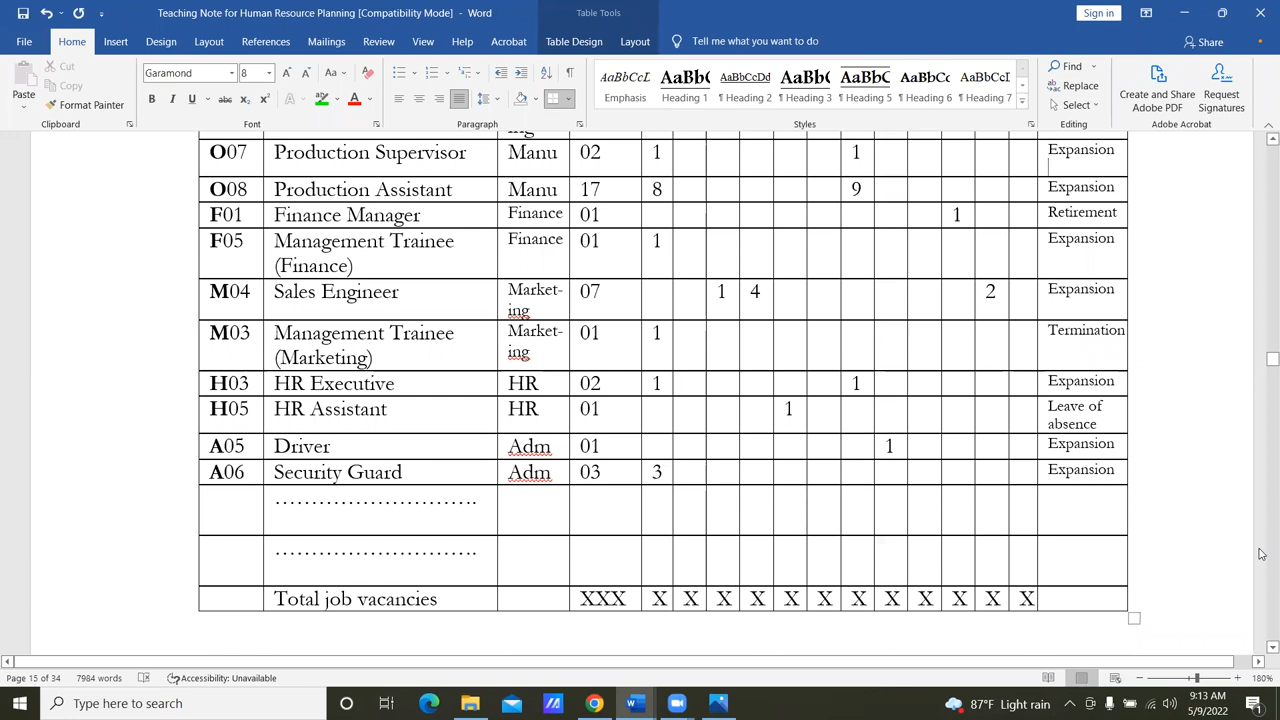 Teaching Note for Human Resource Planning [Compatibility Mode] - Word
Table Tools
Sign in
File Home Insert Design Layout References Mailings Review View Help Acrobat Table Design Layout Tell me what you want to do Share
Paste
Cut
Copy
Format Painter
Clipboard
Garamond 8
Font
Paragraph
AaBbCcL AaBb( AaBbCcDd AaBbC AaBbC AaBbCc AaBbC
Emphasis Heading 1 ¶ Heading 2 Heading 3 Heading 5 ¶ Heading 6 ¶ Heading 7
Styles
Find
Replace
Select
Editing
Create and Share Adobe PDF
Request Signatures
Adobe Acrobat
ing
O07 Production Supervisor Manu 02 1 1 Expansion
O08 Production Assistant Manu 17 8 9 Expansion
F01 Finance Manager Finance 01 1 Retirement
F05 Management Trainee (Finance) Finance 01 1 Expansion
M04 Sales Engineer Market-ing 07 1 4 2 Expansion
M03 Management Trainee (Marketing) Market-ing 01 1 Termination
H03 HR Executive HR 02 1 1 Expansion
H05 HR Assistant HR 01 1 Leave of absence
A05 Driver Adm 01 1 Expansion
A06 Security Guard Adm 03 3 Expansion
………………………….
………………………….
Total job vacancies XXX X X X X X X X X X X X X
Page 15 of 34 7984 words Accessibility: Unavailable 180%
Type here to search
87°F Light rain
9:13 AM
5/9/2022